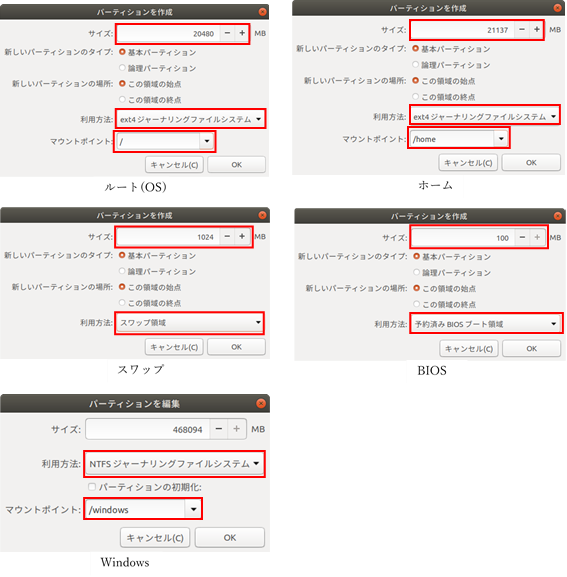 パーティションを作成
サイズ: 20480 − + MB
新しいパーティションのタイプ: 基本パーティション
論理パーティション
新しいパーティションの場所: この領域の始点
この領域の終点
利用方法: ext4 ジャーナリングファイルシステム
マウントポイント: /
キャンセル(C) OK
ルート(OS)
パーティションを作成
サイズ: 21137 − + MB
新しいパーティションのタイプ: 基本パーティション
論理パーティション
新しいパーティションの場所: この領域の始点
この領域の終点
利用方法: ext4 ジャーナリングファイルシステム
マウントポイント: /home
キャンセル(C) OK
ホーム
パーティションを作成
サイズ: 1024 − + MB
新しいパーティションのタイプ: 基本パーティション
論理パーティション
新しいパーティションの場所: この領域の始点
この領域の終点
利用方法: スワップ領域
キャンセル(C) OK
スワップ
パーティションを作成
サイズ: 100 − + MB
新しいパーティションのタイプ: 基本パーティション
論理パーティション
新しいパーティションの場所: この領域の始点
この領域の終点
利用方法: 予約済み BIOS ブート領域
キャンセル(C) OK
BIOS
パーティションを編集
サイズ: 468094 − + MB
利用方法: NTFS ジャーナリングファイルシステム
パーティションの初期化:
マウントポイント: /windows
キャンセル(C) OK
Windows